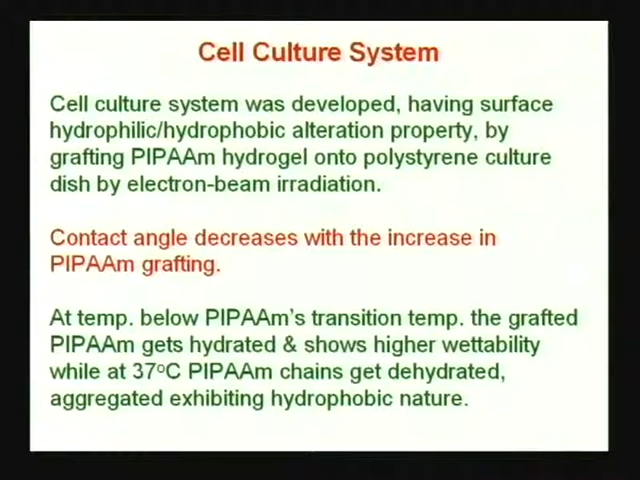 Cell Culture System
Cell culture system was developed, having surface
hydrophilic/hydrophobic alteration property, by
grafting PIPAAm hydrogel onto polystyrene culture
dish by electron-beam irradiation.
Contact angle decreases with the increase in
PIPAAm grafting.
At temp. below PIPAAm's transition temp. the grafted
PIPAAm gets hydrated & shows higher wettability
while at 37ºC PIPAAm chains get dehydrated,
aggregated exhibiting hydrophobic nature.